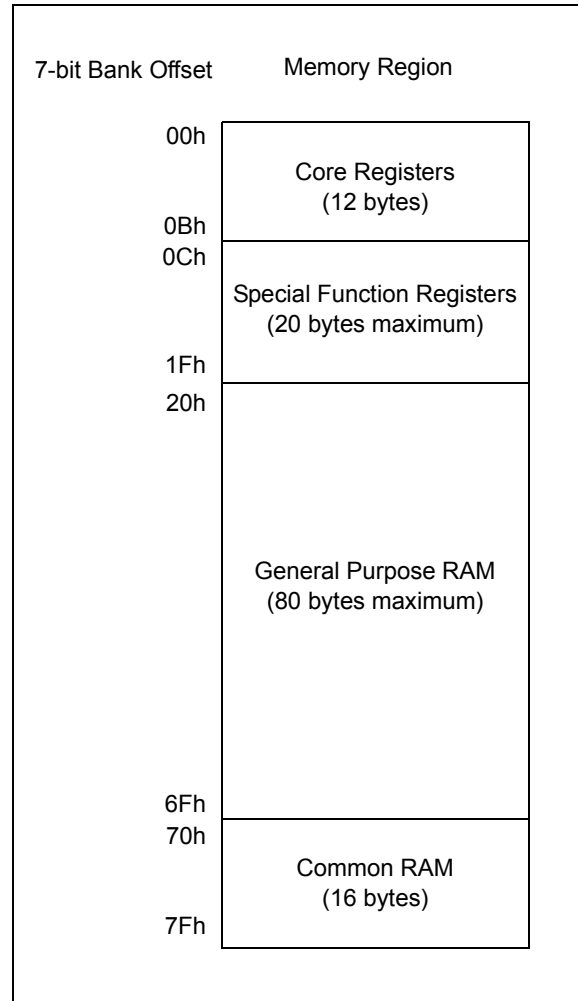 7-bit Bank Offset Memory Region
00h
Core Registers
(12 bytes)
0Bh
0Ch
Special Function Registers
(20 bytes maximum)
1Fh
20h
General Purpose RAM
(80 bytes maximum)
6Fh
70h
Common RAM
(16 bytes)
7Fh